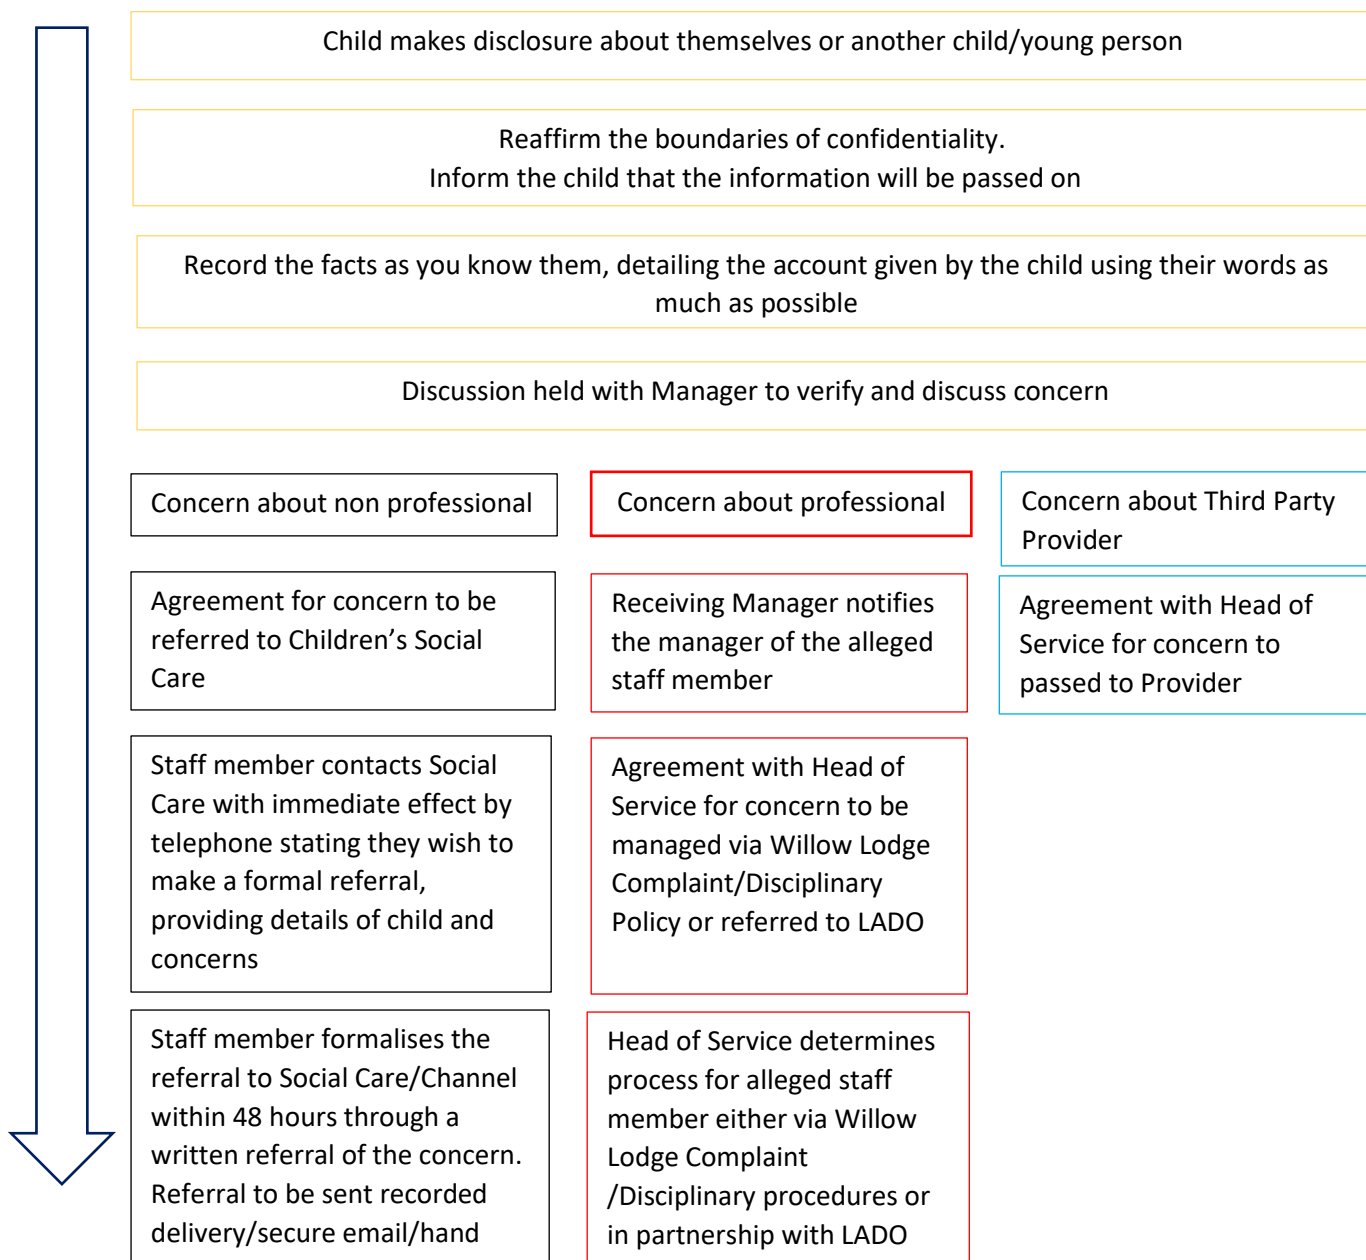 Child makes disclosure about themselves or another child/young person
Reaffirm the boundaries of confidentiality.
Inform the child that the information will be passed on
Record the facts as you know them, detailing the account given by the child using their words as
much as possible
Discussion held with Manager to verify and discuss concern
Concern about non professional
Agreement for concern to be
referred to Children’s Social
Care
Staff member contacts Social
Care with immediate effect by
telephone stating they wish to
make a formal referral,
providing details of child and
concerns
Staff member formalises the
referral to Social Care/Channel
within 48 hours through a
written referral of the concern.
Referral to be sent recorded
delivery/secure email/hand
Concern about professional
Receiving Manager notifies
the manager of the alleged
staff member
Agreement with Head of
Service for concern to be
managed via Willow Lodge
Complaint/Disciplinary
Policy or referred to LADO
Head of Service determines
process for alleged staff
member either via Willow
Lodge Complaint
/Disciplinary procedures or
in partnership with LADO
Concern about Third Party
Provider
Agreement with Head of
Service for concern to
passed to Provider